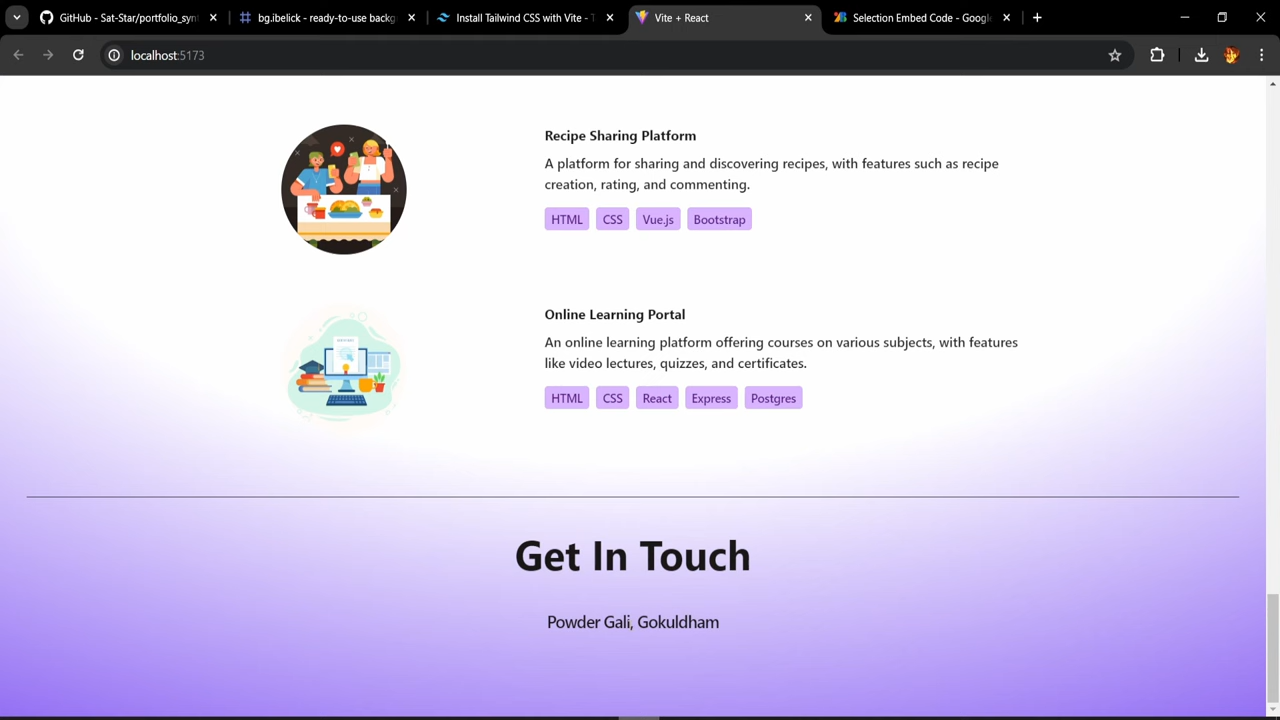 GitHub - Sat-Star/portfolio_syn
bg.ibelick - ready-to-use backg
Install Tailwind CSS with Vite - T
Vite + React
Selection Embed Code - Google
localhost:5173
Recipe Sharing Platform
A platform for sharing and discovering recipes, with features such as recipe
creation, rating, and commenting.
HTML CSS Vue.js Bootstrap
Online Learning Portal
An online learning platform offering courses on various subjects, with features
like video lectures, quizzes, and certificates.
HTML CSS React Express Postgres
Get In Touch
Powder Gali, Gokuldham